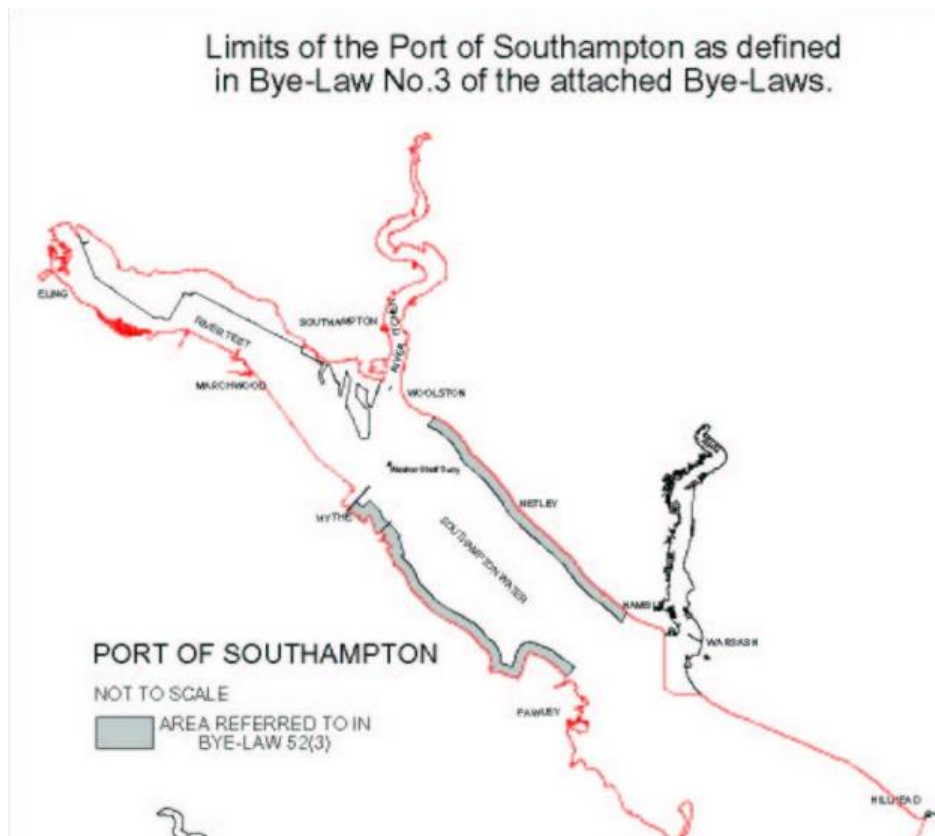 Limits of the Port of Southampton as defined
in Bye-Law No.3 of the attached Bye-Laws.
ELING
RIVER TEST
SOUTHAMPTON
RIVER ITCHEN
MARCHWOOD
WOOLSTON
HYTHE
NETLEY
SOUTHAMPTON WATER
HAMBLE
WARSASH
PORT OF SOUTHAMPTON
NOT TO SCALE
AREA REFERRED TO IN
BYE-LAW 52(3)
FAWLEY
HILLHEAD